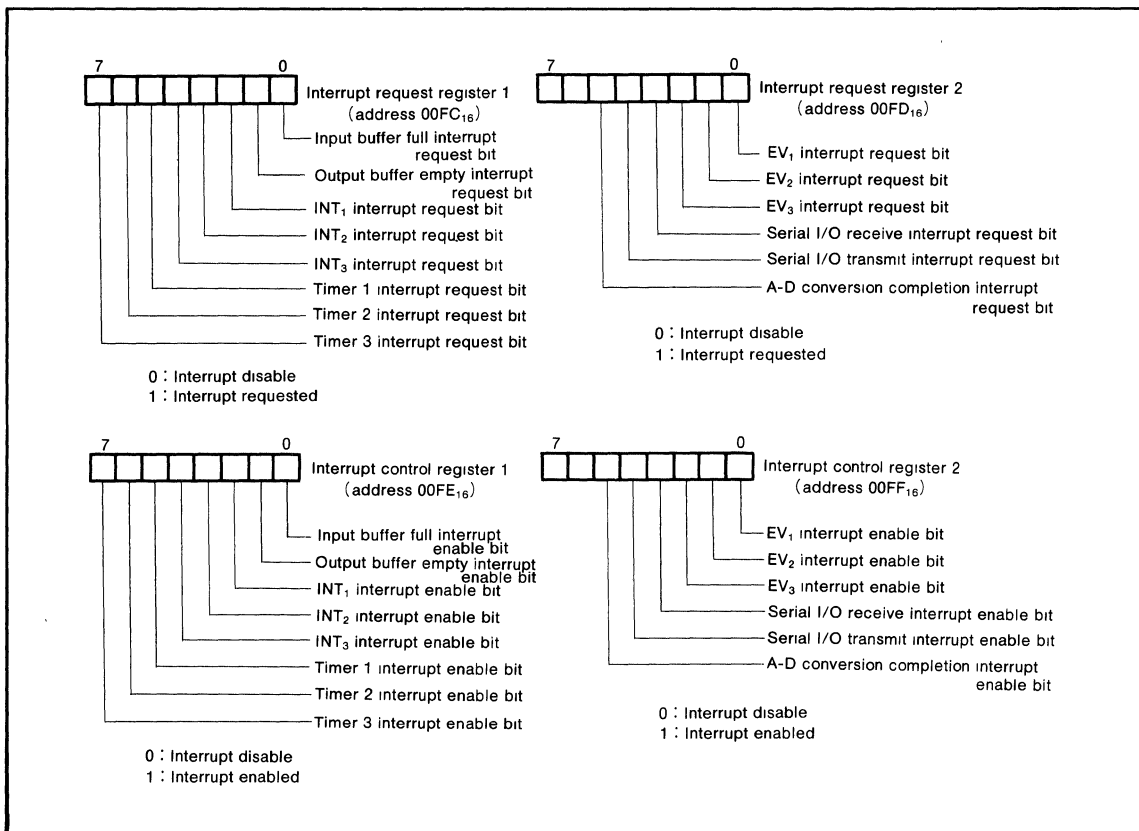 7 0
Interrupt request register 1
(address 00FC₁₆)
Input buffer full interrupt
request bit
Output buffer empty interrupt
request bit
INT₁ interrupt request bit
INT₂ interrupt request bit
INT₃ interrupt request bit
Timer 1 interrupt request bit
Timer 2 interrupt request bit
Timer 3 interrupt request bit
0 : Interrupt disable
1 : Interrupt requested
7 0
Interrupt request register 2
(address 00FD₁₆)
EV₁ interrupt request bit
EV₂ interrupt request bit
EV₃ interrupt request bit
Serial I/O receive interrupt request bit
Serial I/O transmit interrupt request bit
A-D conversion completion interrupt
request bit
0 : Interrupt disable
1 : Interrupt requested
7 0
Interrupt control register 1
(address 00FE₁₆)
Input buffer full interrupt
enable bit
Output buffer empty interrupt
enable bit
INT₁ interrupt enable bit
INT₂ interrupt enable bit
INT₃ interrupt enable bit
Timer 1 interrupt enable bit
Timer 2 interrupt enable bit
Timer 3 interrupt enable bit
0 : Interrupt disable
1 : Interrupt enabled
7 0
Interrupt control register 2
(address 00FF₁₆)
EV₁ interrupt enable bit
EV₂ interrupt enable bit
EV₃ interrupt enable bit
Serial I/O receive interrupt enable bit
Serial I/O transmit interrupt enable bit
A-D conversion completion interrupt
enable bit
0 : Interrupt disable
1 : Interrupt enabled